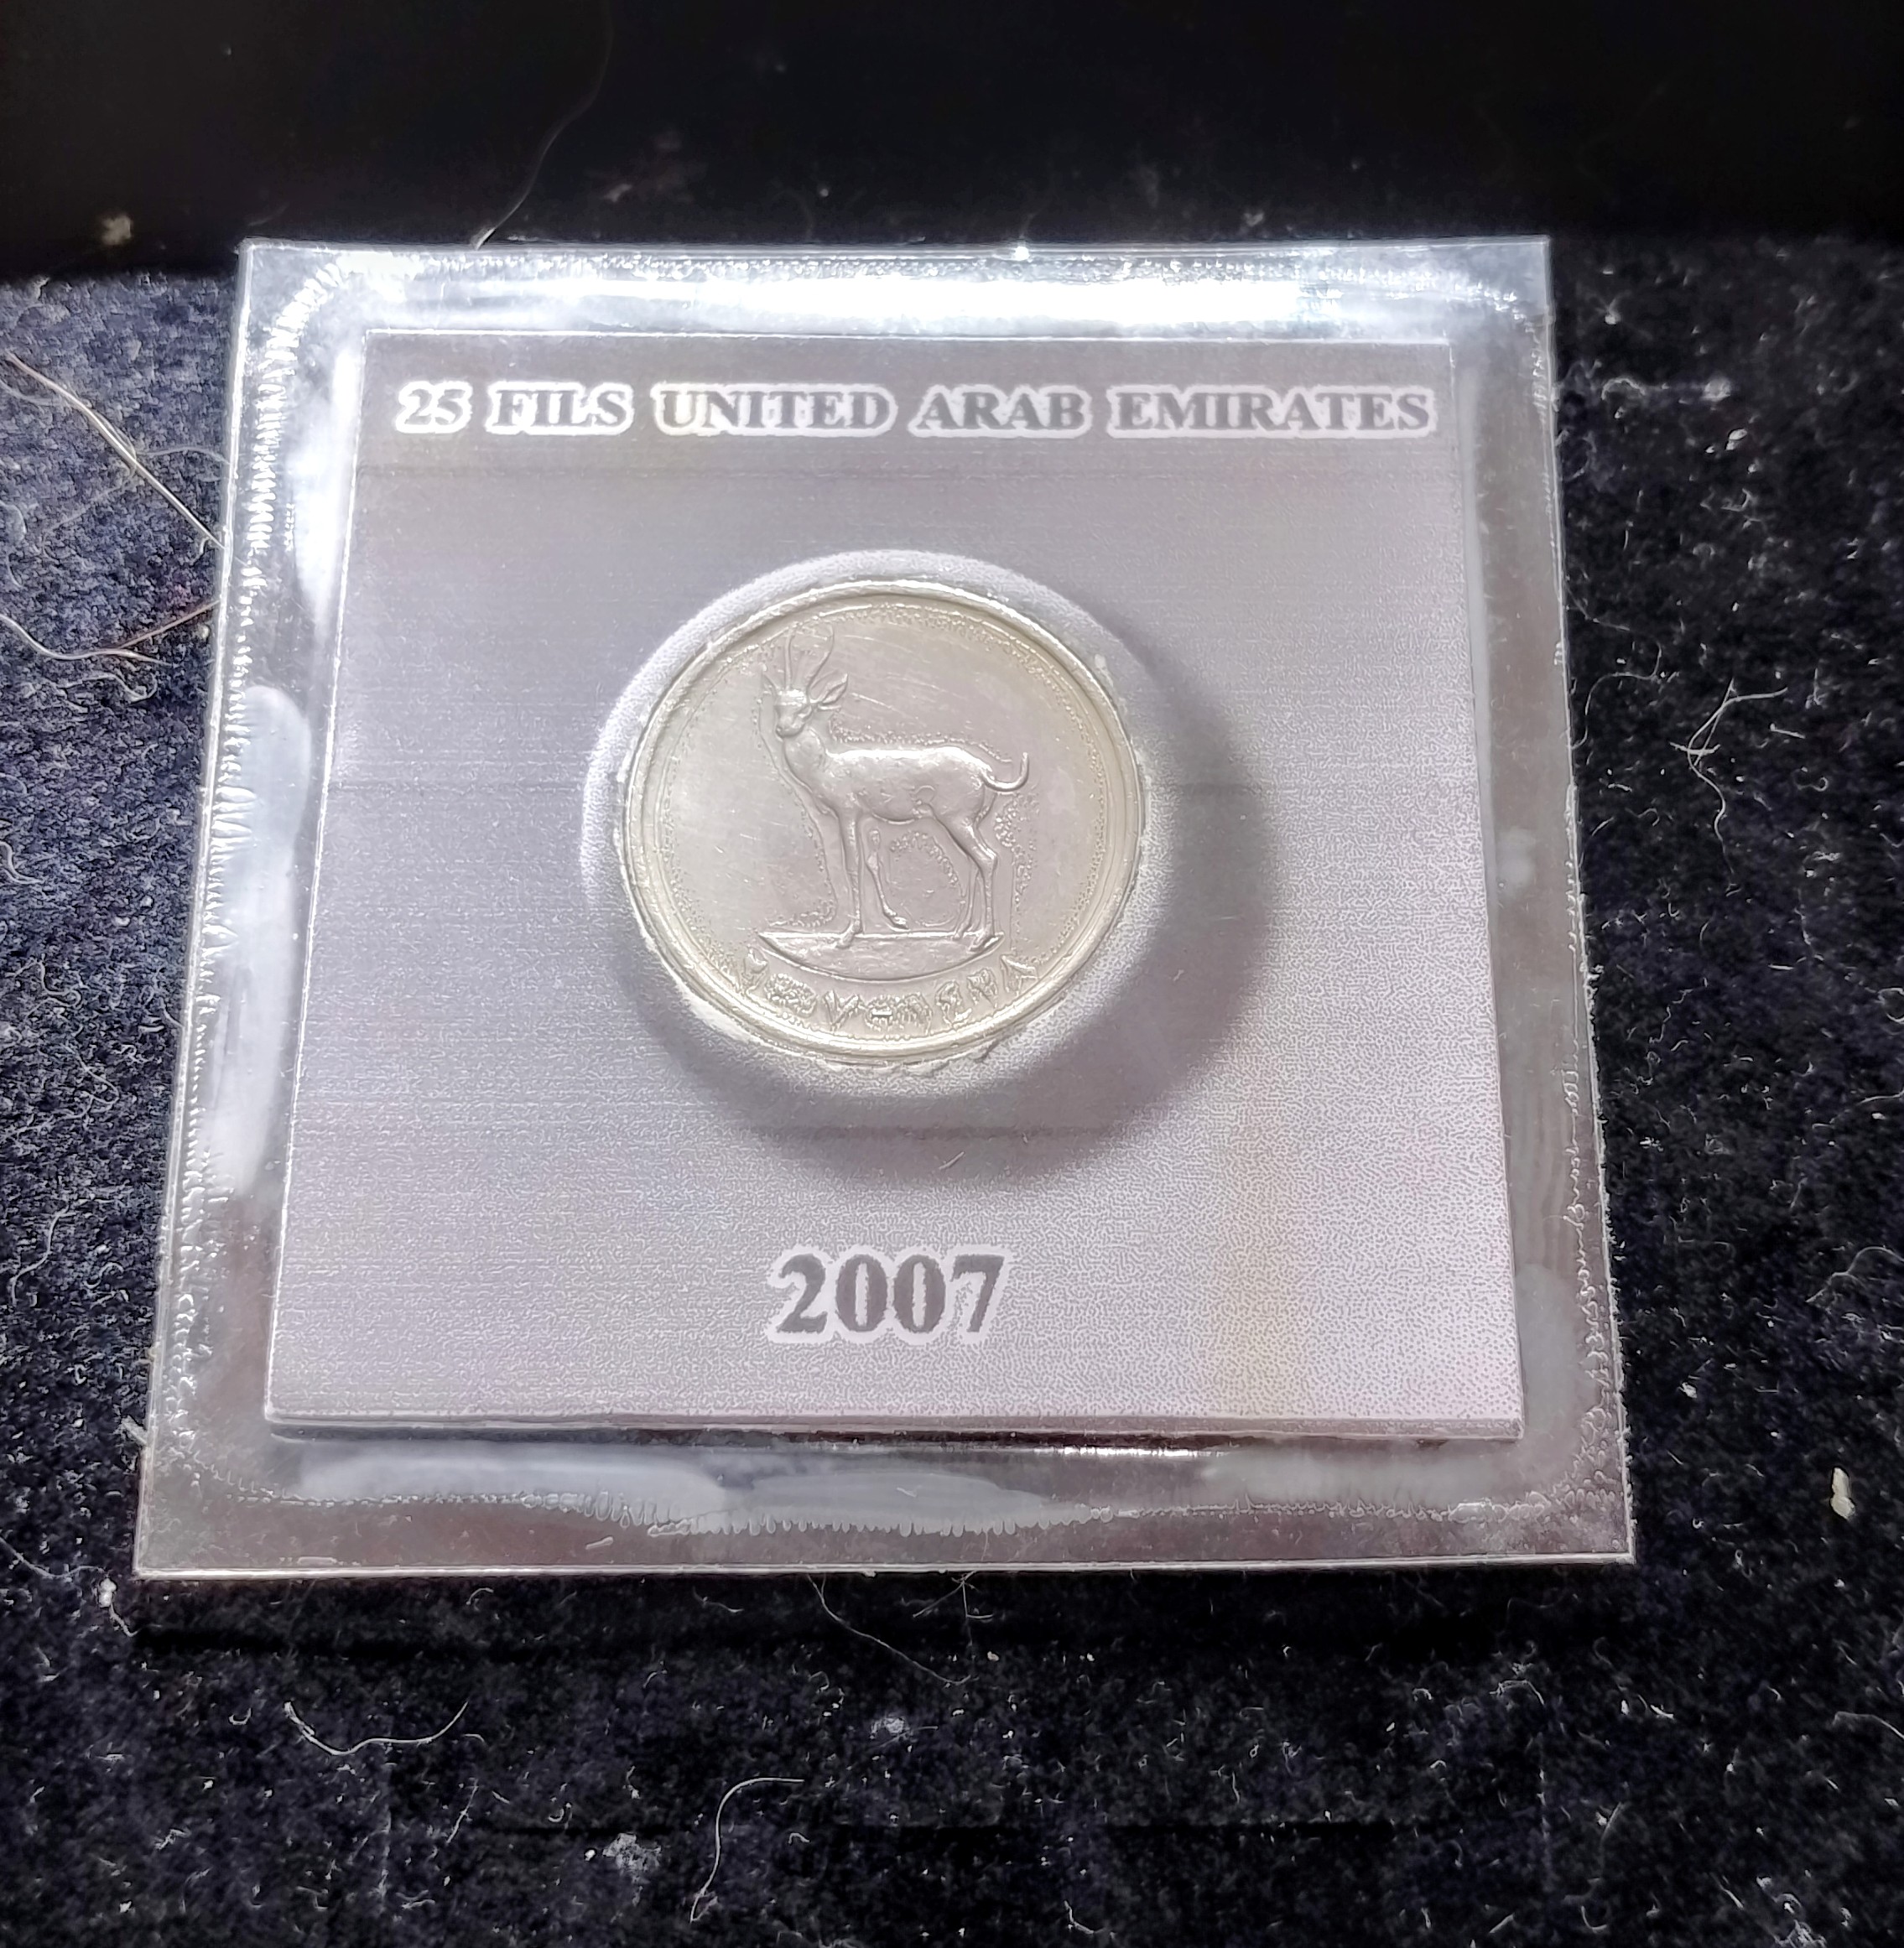 25 FILS UNITED ARAB EMIRATES
2007